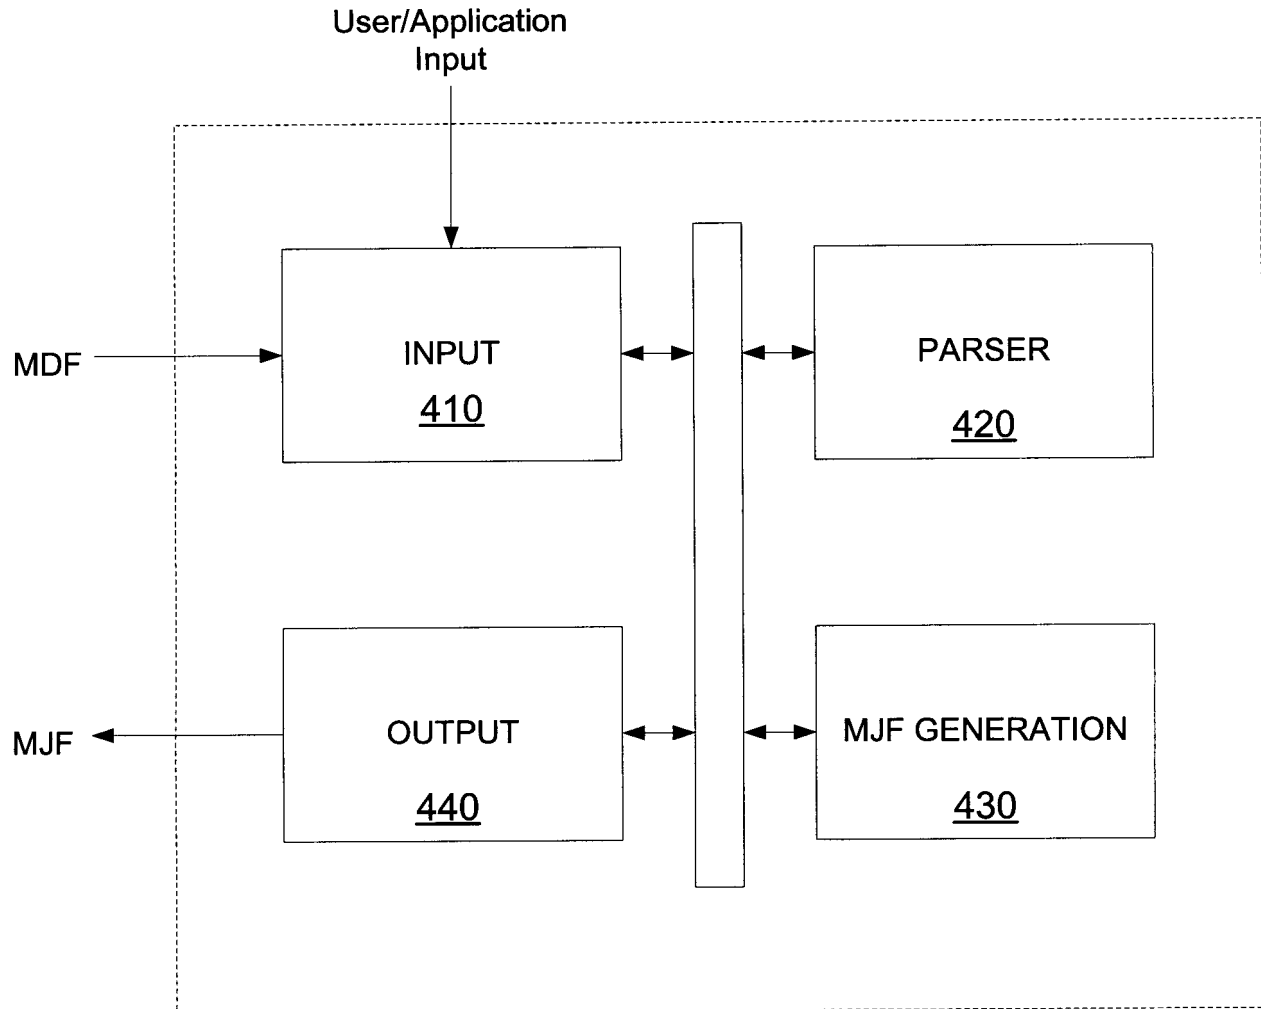 User/Application
Input
MDF
INPUT
410
PARSER
420
MJF
OUTPUT
440
MJF GENERATION
430